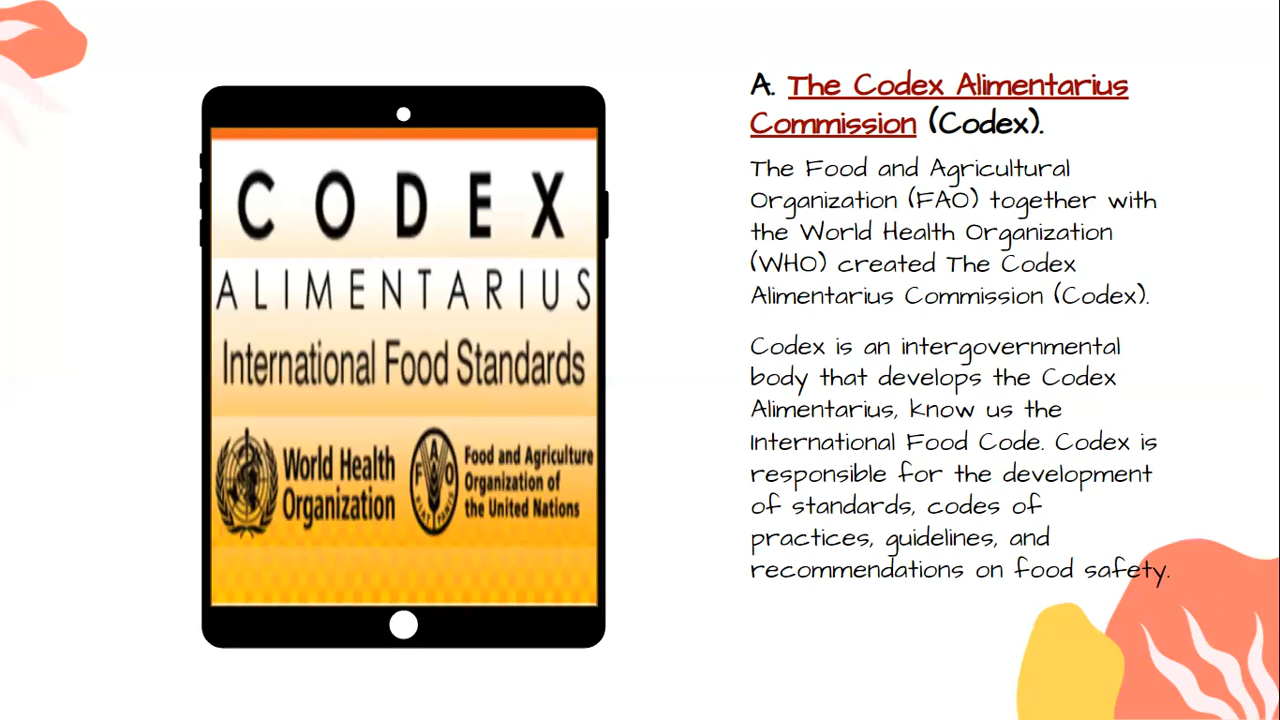 CODEX
ALIMENTARIUS
International Food Standards
World Health
Organization
FAO
FIAT PANIS
Food and Agriculture
Organization of
the United Nations
A. The Codex Alimentarius
Commission (Codex).
The Food and Agricultural
Organization (FAO) together with
the World Health Organization
(WHO) created The Codex
Alimentarius Commission (Codex).
Codex is an intergovernmental
body that develops the Codex
Alimentarius, know us the
International Food Code. Codex is
responsible for the development
of standards, codes of
practices, guidelines, and
recommendations on food safety.